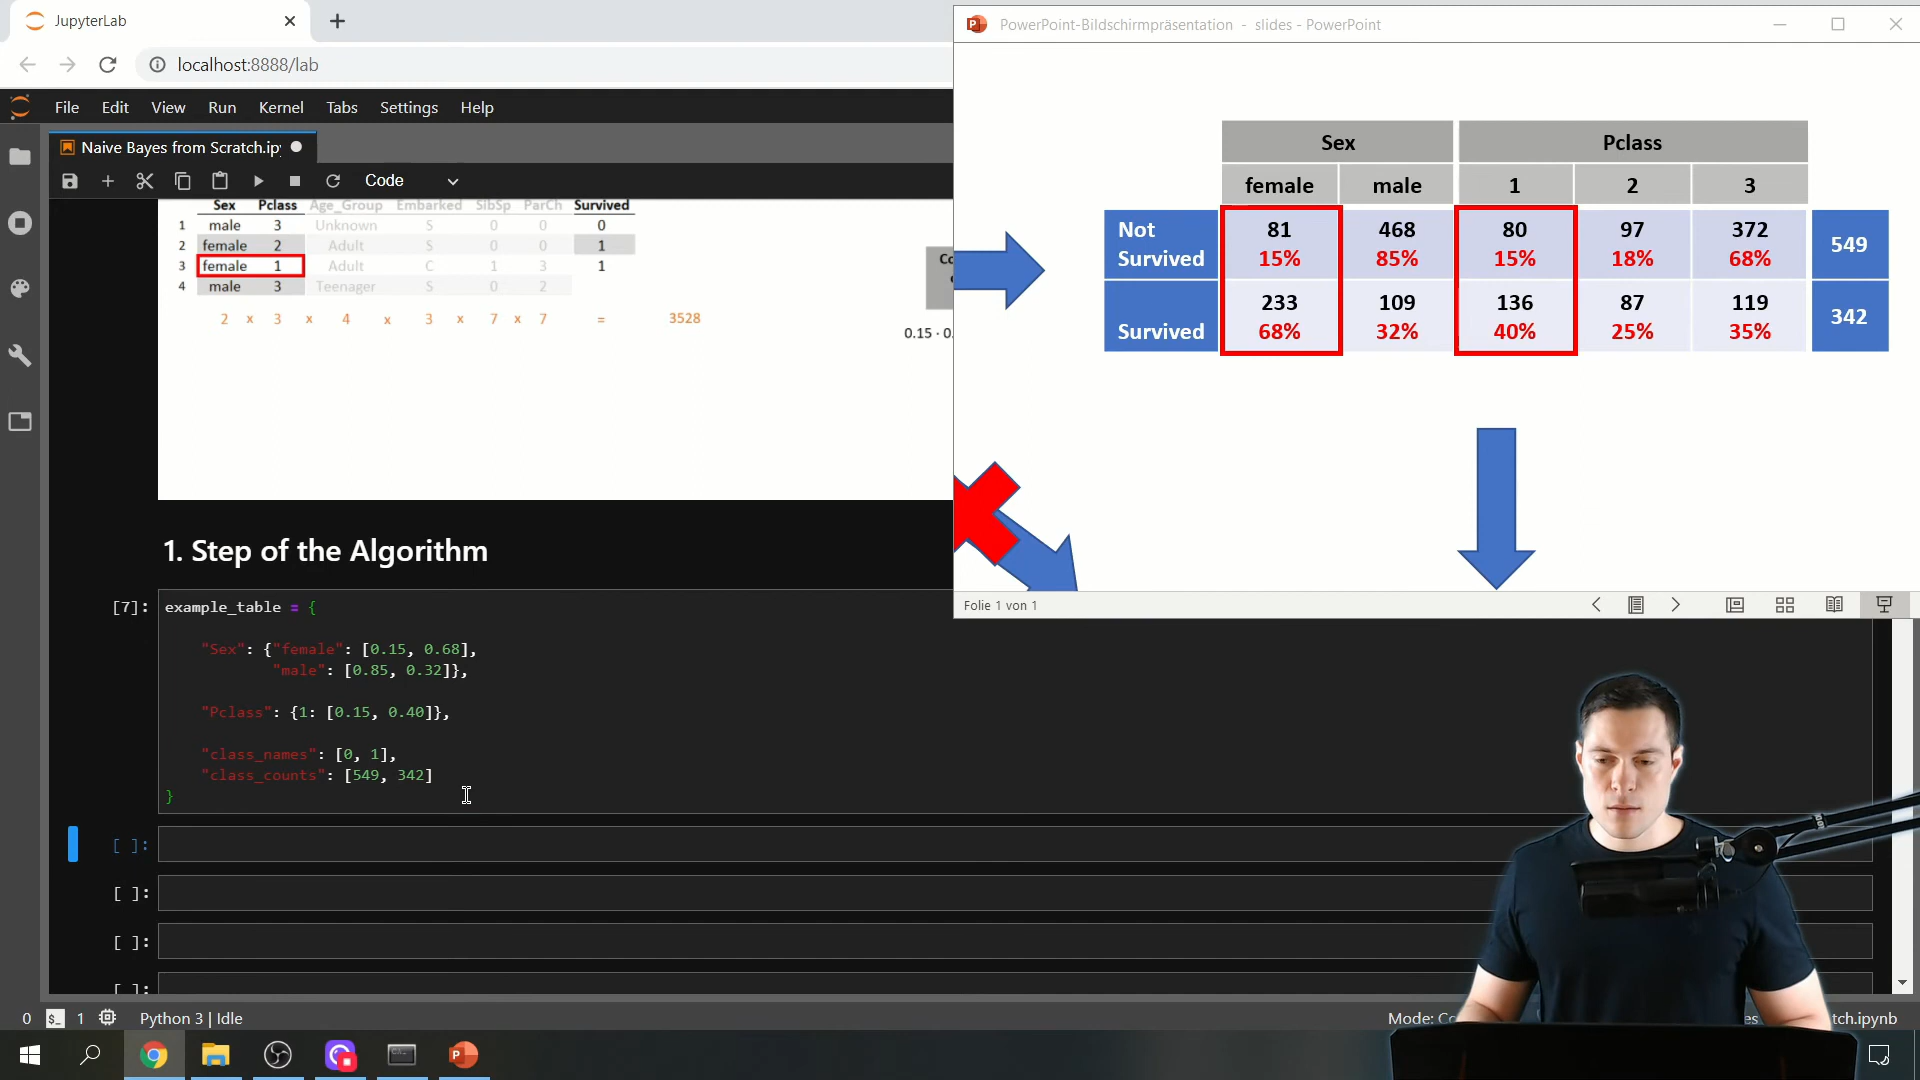 JupyterLab
localhost:8888/lab
File Edit View Run Kernel Tabs Settings Help
Naive Bayes from Scratch.ip
Code
Sex Pclass Age_Group Embarked SibSp ParCh Survived
1 male 3 Unknown S 0 0 0
2 female 2 Adult S 0 0 1
3 female 1 Adult C 1 3 1
4 male 3 Teenager S 0 2
2 x 3 x 4 x 3 x 7 x 7 = 3528
0.15 · 0.
1. Step of the Algorithm
[7]: example_table = {
"Sex": {"female": [0.15, 0.68],
"male": [0.85, 0.32]},
"Pclass": {1: [0.15, 0.40]},
"class_names": [0, 1],
"class_counts": [549, 342]
}
[ ]:
[ ]:
[ ]:
[ ]:
0 1 Python 3 | Idle
Mode:
tch.ipynb
PowerPoint-Bildschirmpräsentation - slides - PowerPoint
Sex Pclass
female male 1 2 3
Not 81 468 80 97 372
Survived 15% 85% 15% 18% 68% 549
233 109 136 87 119
Survived 68% 32% 40% 25% 35% 342
Folie 1 von 1